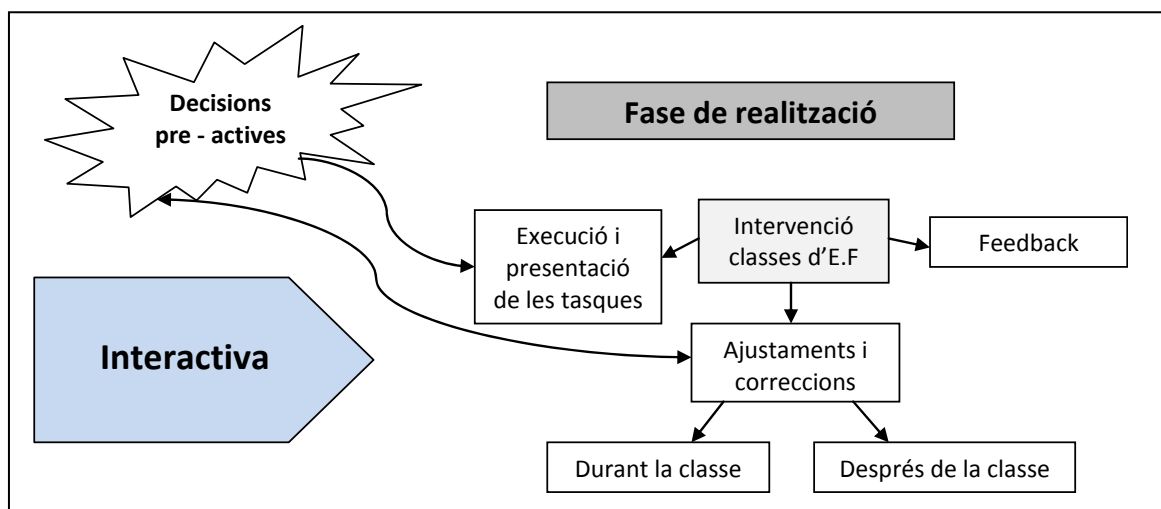 Decisions
pre - actives
Fase de realització
Execució i
presentació
de les tasques
Intervenció
classes d’E.F
Feedback
Interactiva
Ajustaments i
correccions
Durant la classe
Després de la classe